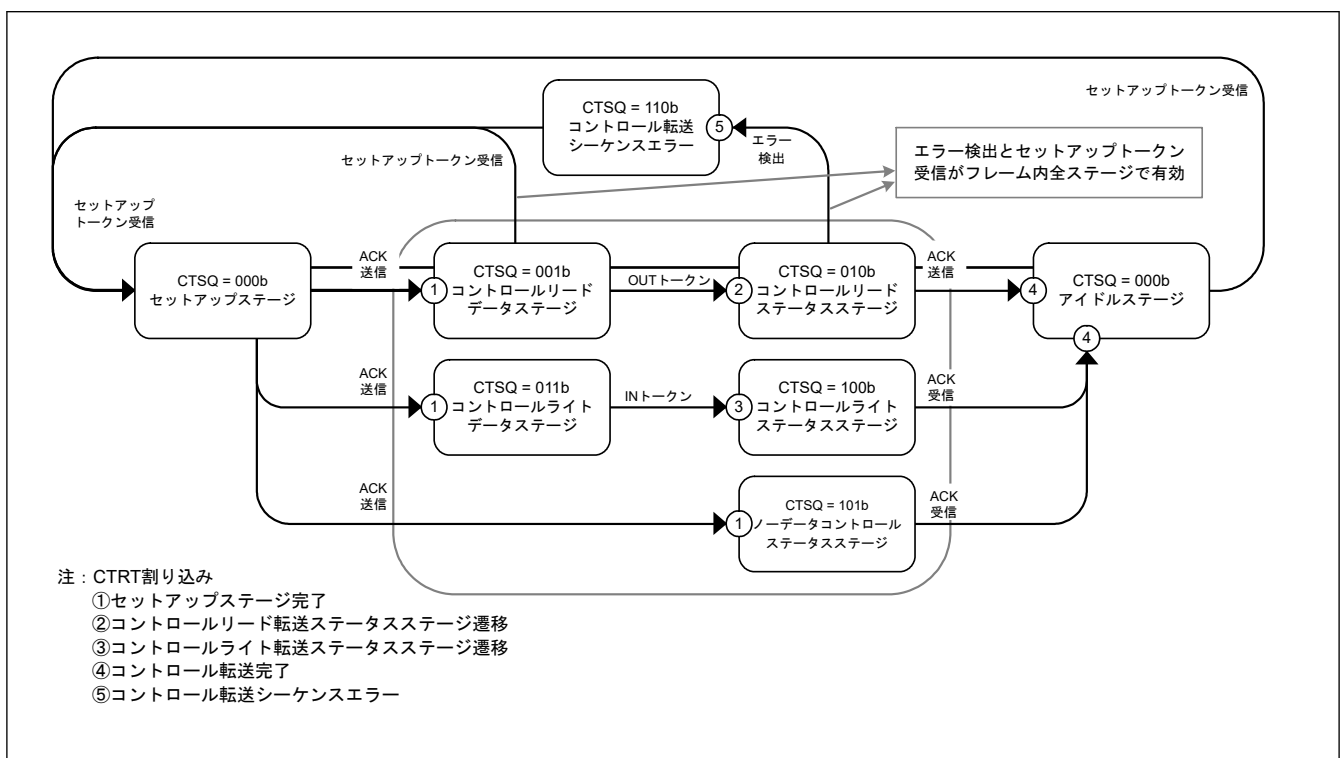 セットアップトークン受信
CTSQ = 110b
コントロール転送
シーケンスエラー
⑤
エラー
検出
セットアップトークン受信
エラー検出とセットアップトークン
受信がフレーム内全ステージで有効
セットアップ
トークン受信
CTSQ = 000b
セットアップステージ
ACK
送信
①
CTSQ = 001b
コントロールリード
データステージ
OUTトークン
②
CTSQ = 010b
コントロールリード
ステータスステージ
ACK
送信
④
CTSQ = 000b
アイドルステージ
④
ACK
送信
①
CTSQ = 011b
コントロールライト
データステージ
INトークン
③
CTSQ = 100b
コントロールライト
ステータスステージ
ACK
受信
ACK
送信
①
CTSQ = 101b
ノーデータコントロール
ステータスステージ
ACK
受信
注：CTRT割り込み
①セットアップステージ完了
②コントロールリード転送ステータスステージ遷移
③コントロールライト転送ステータスステージ遷移
④コントロール転送完了
⑤コントロール転送シーケンスエラー